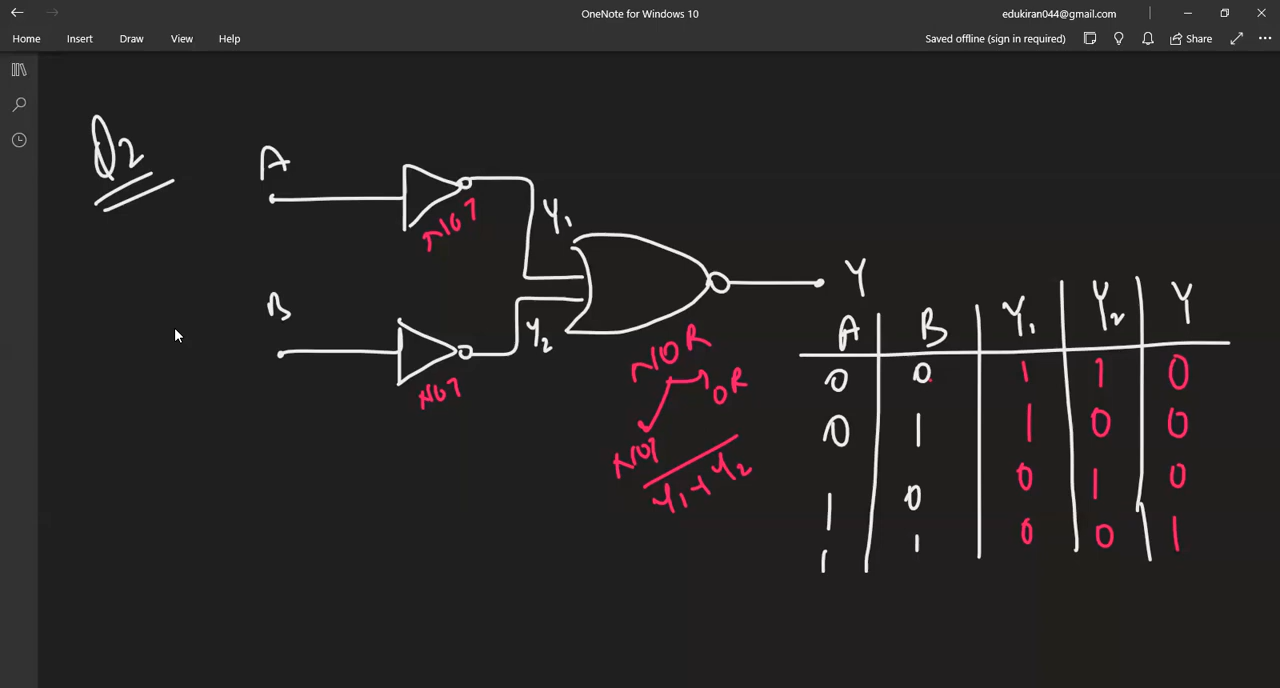 OneNote for Windows 10
edukiran044@gmail.com
Home Insert Draw View Help
Saved offline (sign in required)
Share
Q2
A
NOT
Y1
B
NOT
Y2
Y
NOR
OR
NOT
Y1+Y2
A B Y1 Y2 Y
0 0 1 1 0
0 1 1 0 0
1 0 0 1 0
1 1 0 0 1